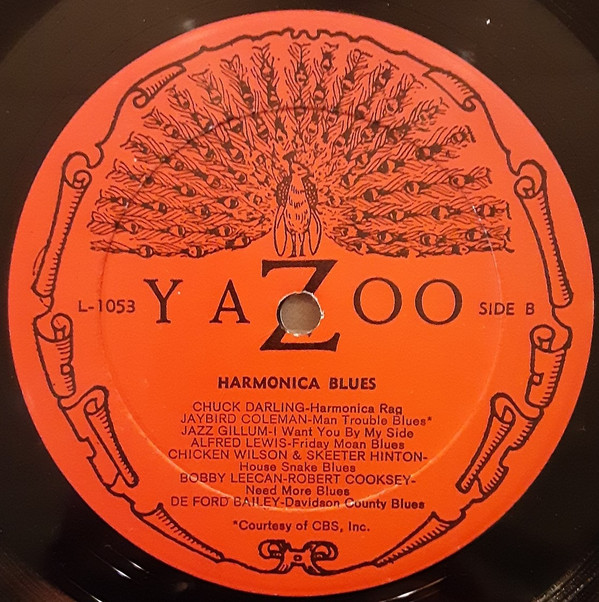 L-1053 YAZOO SIDE B
HARMONICA BLUES
CHUCK DARLING-Harmonica Rag
JAYBIRD COLEMAN-Man Trouble Blues*
JAZZ GILLUM-I Want You By My Side
ALFRED LEWIS-Friday Moan Blues
CHICKEN WILSON & SKEETER HINTON-
House Snake Blues
BOBBY LEECAN-ROBERT COOKSEY-
Need More Blues
DE FORD BAILEY-Davidson County Blues
*Courtesy of CBS, Inc.